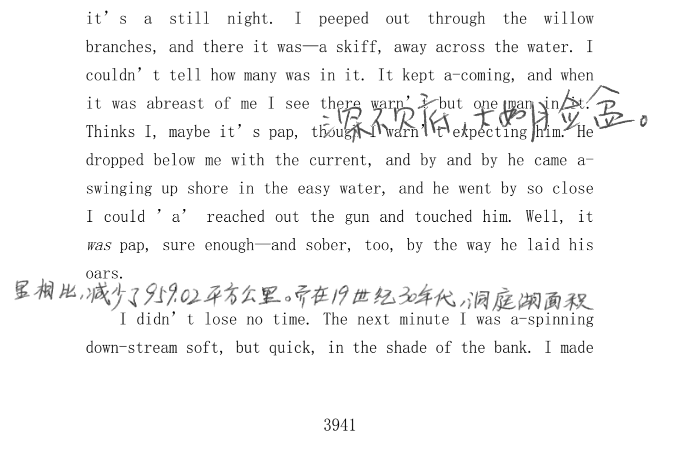 it's a still night. I peeped out through the willow
branches, and there it was—a skiff, away across the water. I
couldn't tell how many was in it. It kept a-coming, and when
it was abreast of me I see there warn't but one man in it.
Thinks I, maybe it's pap, though I warn't expecting him. He
dropped below me with the current, and by and by he came a-
swinging up shore in the easy water, and he went by so close
I could 'a' reached out the gun and touched him. Well, it
was pap, sure enough—and sober, too, by the way he laid his
oars.
显相比,减少了959.02平方公里。而在19世纪30年代,洞庭湖面积
I didn't lose no time. The next minute I was a-spinning
down-stream soft, but quick, in the shade of the bank. I made
3941